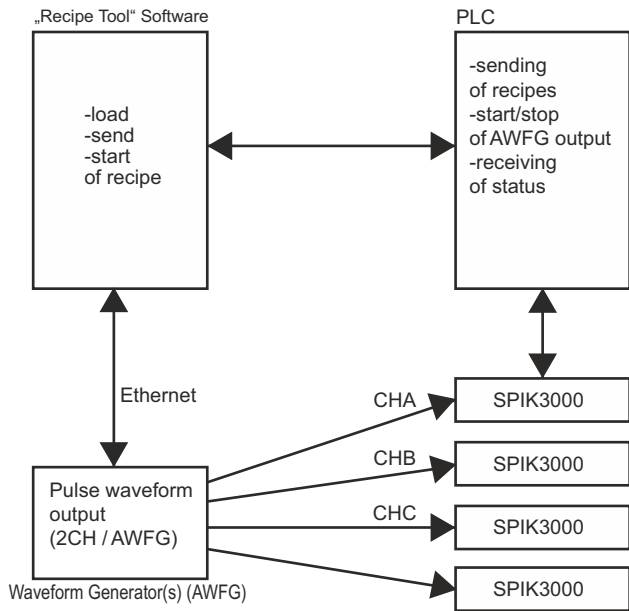 „Recipe Tool“ Software
-load
-send
-start
of recipe
PLC
-sending
of recipes
-start/stop
of AWFG output
-receiving
of status
Ethernet
CHA
CHB
CHC
SPIK3000
SPIK3000
SPIK3000
SPIK3000
Pulse waveform
output
(2CH / AWFG)
Waveform Generator(s) (AWFG)